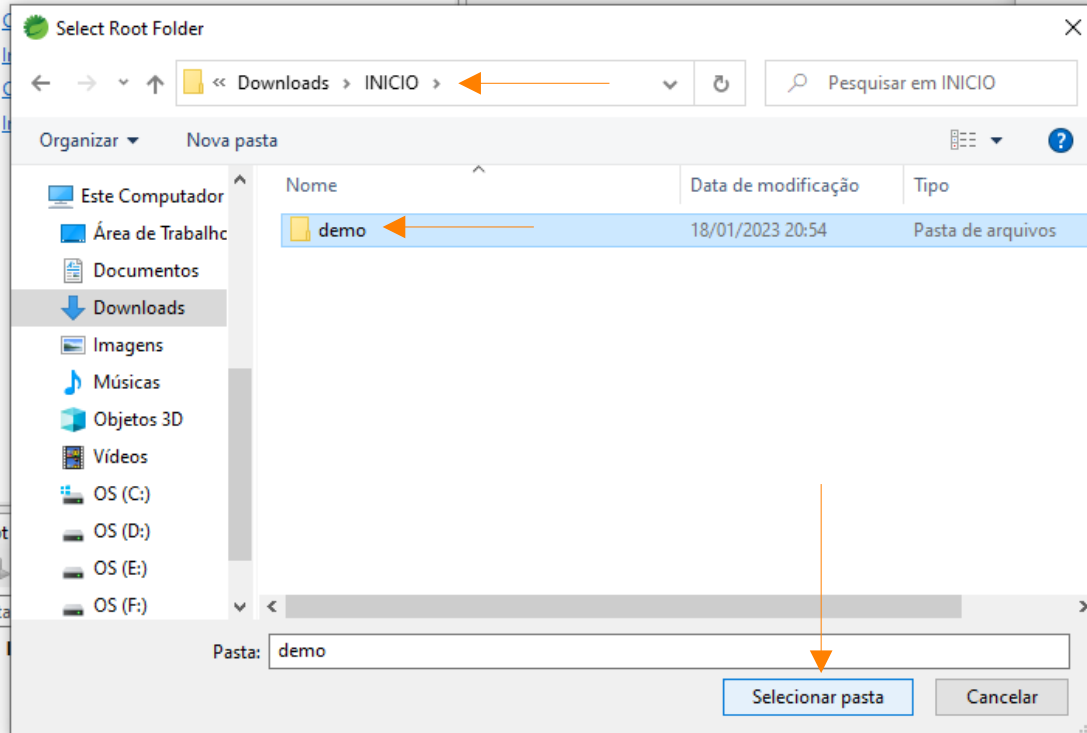 Select Root Folder
« Downloads › INICIO ›
Pesquisar em INICIO
Organizar
Nova pasta
?
Nome
Data de modificação
Tipo
Este Computador
Área de Trabalhc
Documentos
Downloads
Imagens
Músicas
Objetos 3D
Vídeos
OS (C:)
OS (D:)
OS (E:)
OS (F:)
demo
18/01/2023 20:54
Pasta de arquivos
Pasta:
demo
Selecionar pasta
Cancelar